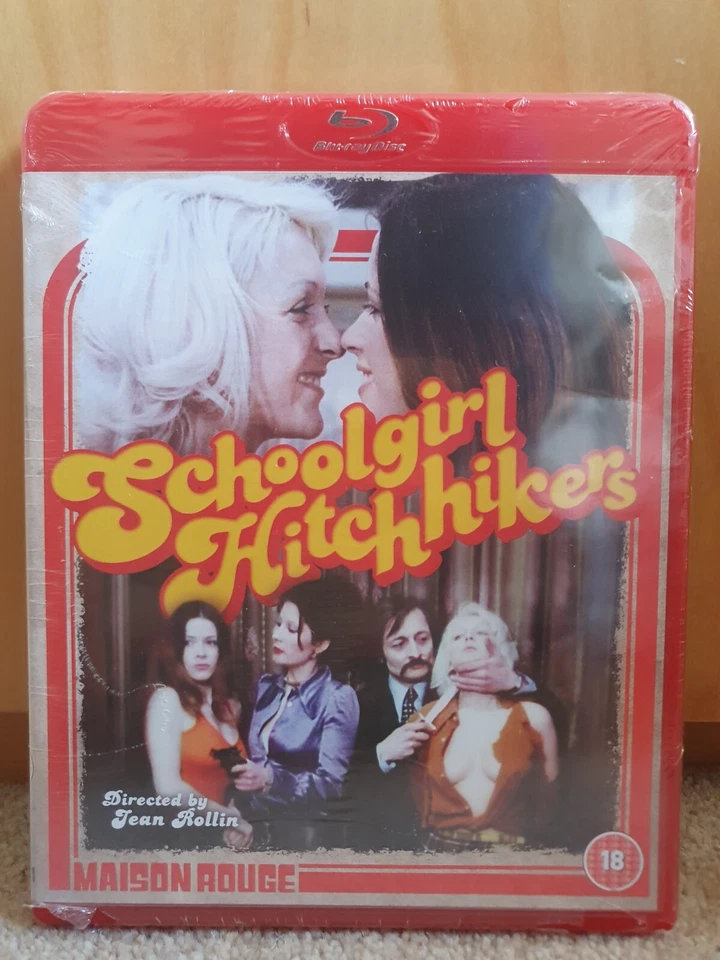 Blu-ray Disc
Schoolgirl
Hitchhikers
Directed by
Jean Rollin
MAISON ROUGE
18